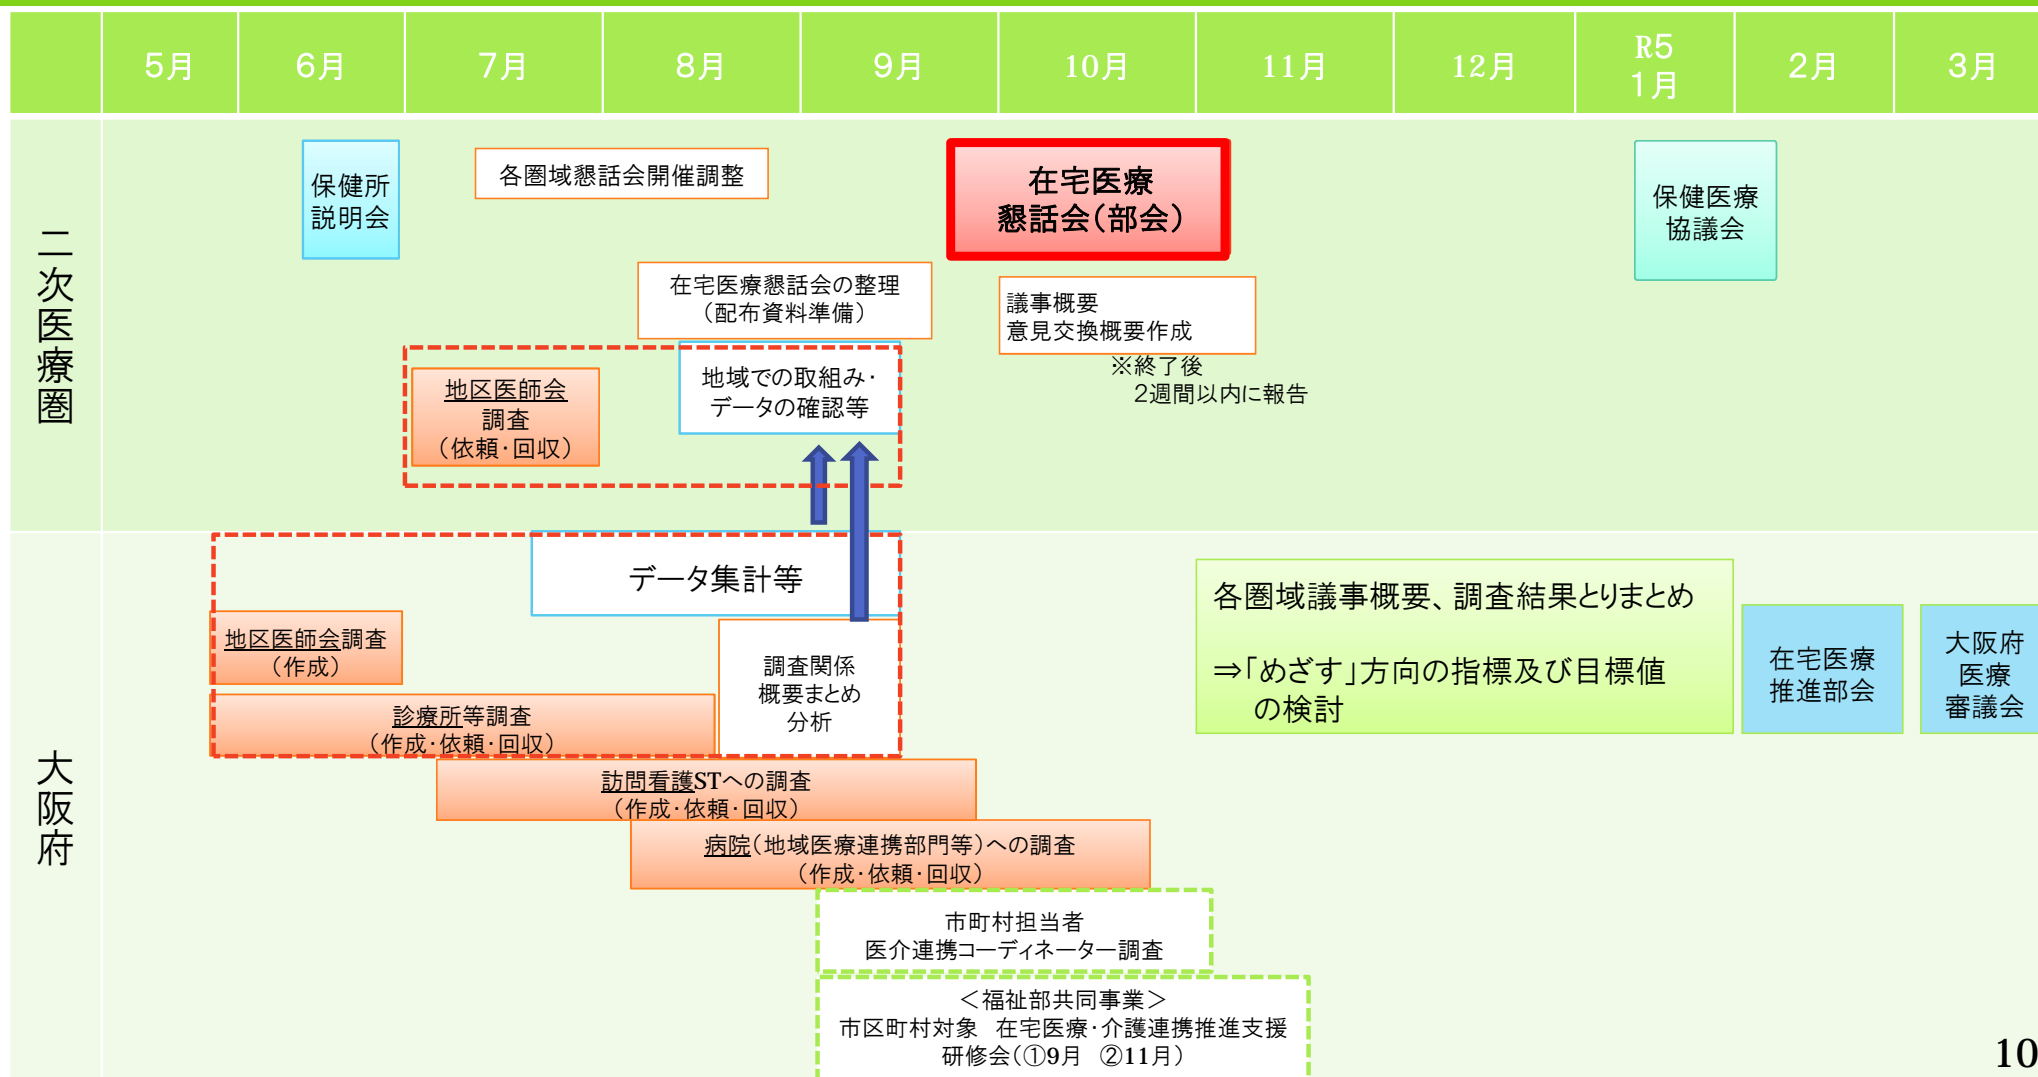 5月
6月
7月
8月
9月
10月
11月
12月
R5
1月
2月
3月
二次医療圏
保健所
説明会
各圏域懇話会開催調整
在宅医療
懇話会(部会)
保健医療
協議会
在宅医療懇話会の整理
(配布資料準備)
議事概要
意見交換概要作成
※終了後
2週間以内に報告
地区医師会
調査
(依頼・回収)
地域での取組み・
データの確認等
大阪府
データ集計等
地区医師会調査
(作成)
調査関係
概要まとめ
分析
診療所等調査
(作成・依頼・回収)
訪問看護STへの調査
(作成・依頼・回収)
病院(地域医療連携部門等)への調査
(作成・依頼・回収)
市町村担当者
医介連携コーディネーター調査
<福祉部共同事業>
市区町村対象 在宅医療・介護連携推進支援
研修会(①9月 ②11月)
各圏域議事概要、調査結果とりまとめ
⇒「めざす」方向の指標及び目標値
の検討
在宅医療
推進部会
大阪府
医療
審議会
10